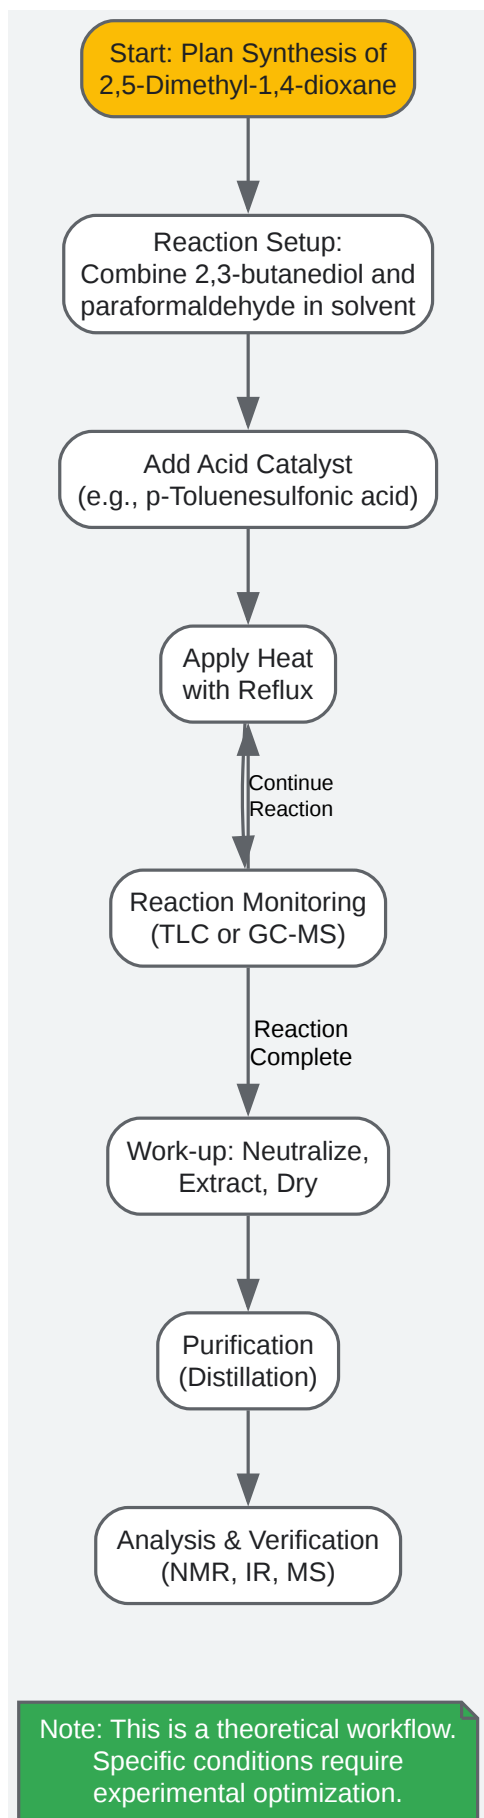 Start: Plan Synthesis of
2,5-Dimethyl-1,4-dioxane
Reaction Setup:
Combine 2,3-butanediol and
paraformaldehyde in solvent
Add Acid Catalyst
(e.g., p-Toluenesulfonic acid)
Apply Heat
with Reflux
Continue
Reaction
Reaction Monitoring
(TLC or GC-MS)
Reaction
Complete
Work-up: Neutralize,
Extract, Dry
Purification
(Distillation)
Analysis & Verification
(NMR, IR, MS)
Note: This is a theoretical workflow.
Specific conditions require
experimental optimization.